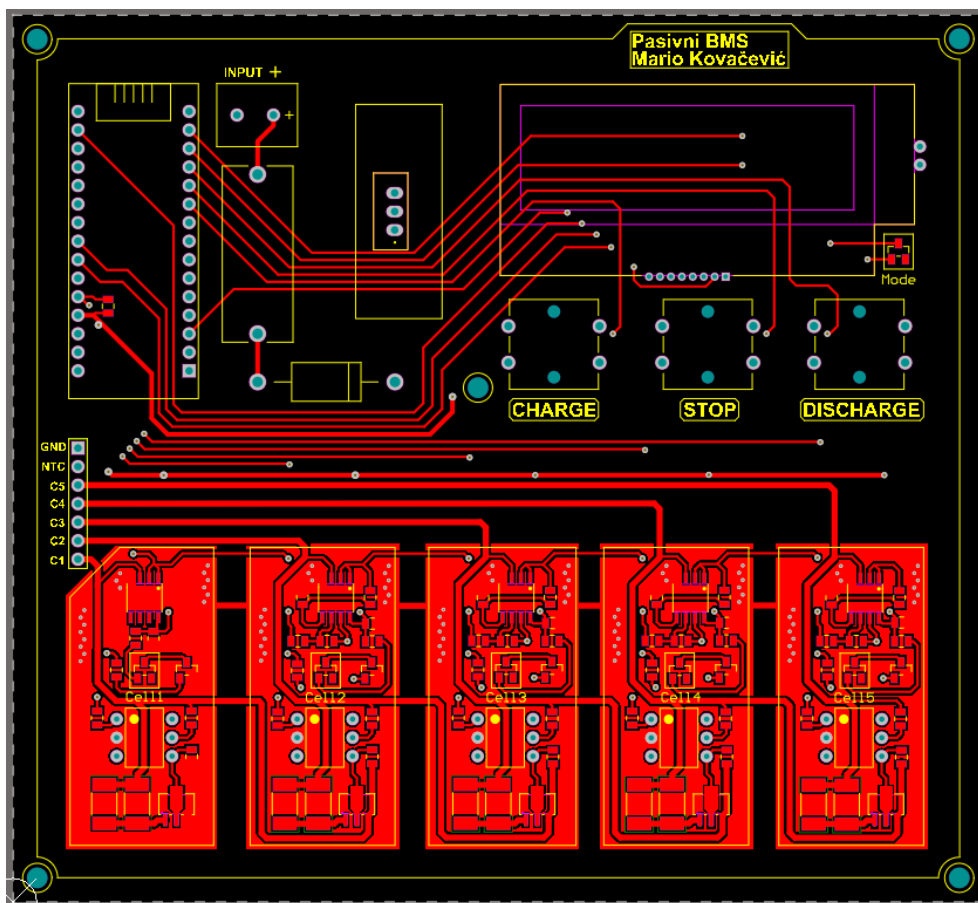 Pasivni BMS
Mario Kovačević
INPUT +
+
Mode
CHARGE
STOP
DISCHARGE
GND
NTC
C5
C4
C3
C2
C1
Cell1
Cell2
Cell3
Cell4
Cell5